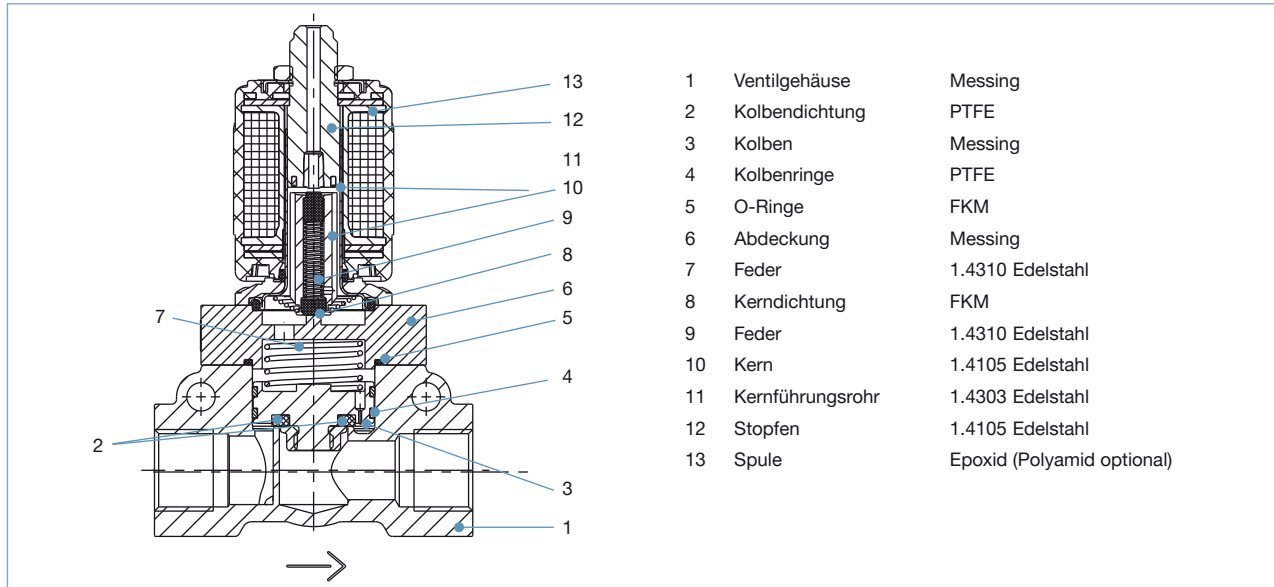 13
12
11
10
9
8
7
6
5
4
2
3
1
1 Ventilgehäuse Messing
2 Kolbendichtung PTFE
3 Kolben Messing
4 Kolbenringe PTFE
5 O-Ringe FKM
6 Abdeckung Messing
7 Feder 1.4310 Edelstahl
8 Kerndichtung FKM
9 Feder 1.4310 Edelstahl
10 Kern 1.4105 Edelstahl
11 Kernführungsrohr 1.4303 Edelstahl
12 Stopfen 1.4105 Edelstahl
13 Spule Epoxid (Polyamid optional)